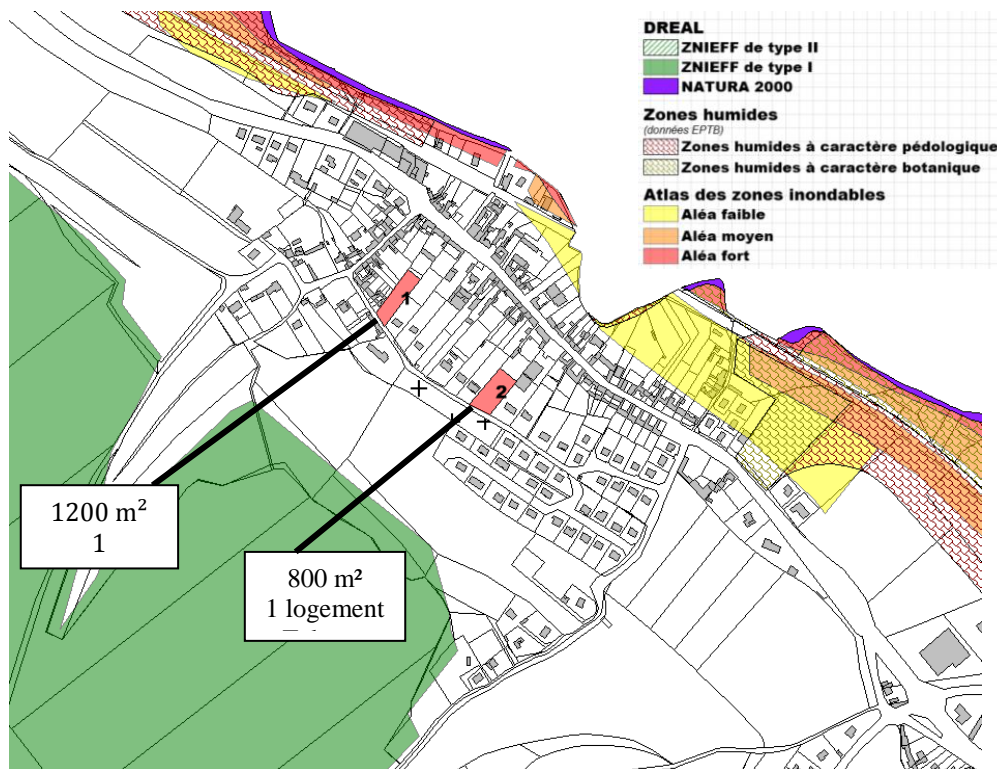 DREAL
ZNIEFF de type II
ZNIEFF de type I
NATURA 2000
Zones humides
(données EPTB)
Zones humides à caractère pédologique
Zones humides à caractère botanique
Atlas des zones inondables
Aléa faible
Aléa moyen
Aléa fort
1
2
1200 m²
1
800 m²
1 logement